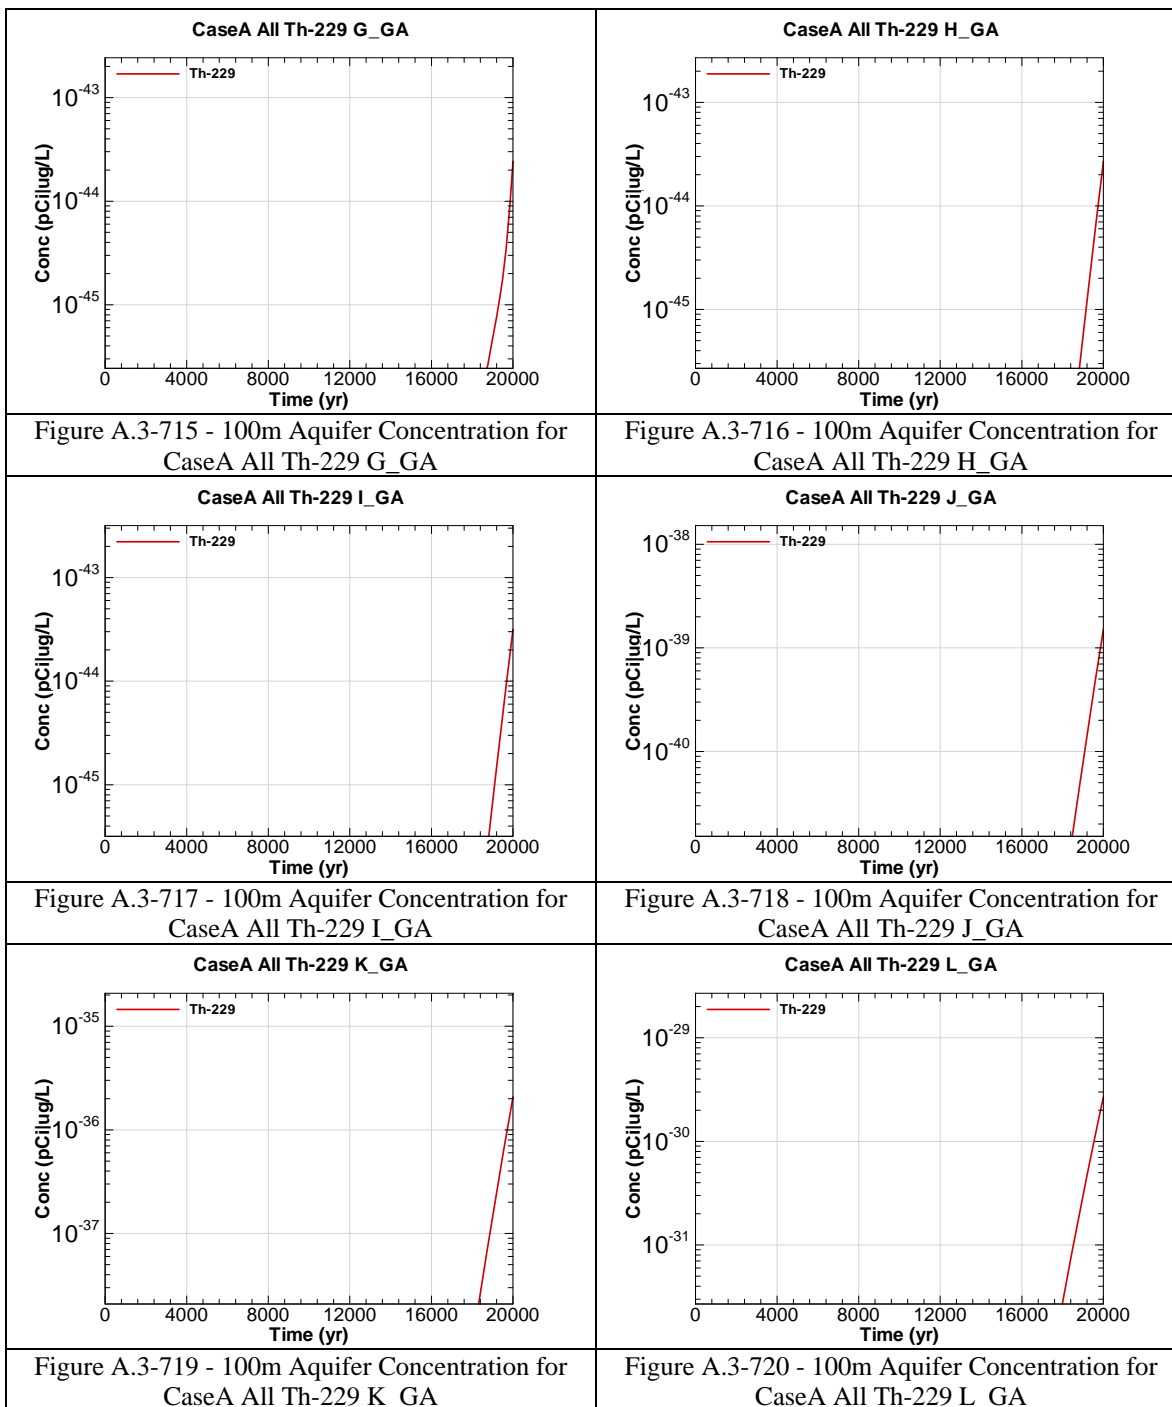 CaseA All Th-229 G_GA
Th-229
10-43
10-44
10-45
Conc (pCi|ug/L)
0 4000 8000 12000 16000 20000
Time (yr)
Figure A.3-715 - 100m Aquifer Concentration for
CaseA All Th-229 G_GA
CaseA All Th-229 H_GA
Th-229
10-43
10-44
10-45
Conc (pCi|ug/L)
0 4000 8000 12000 16000 20000
Time (yr)
Figure A.3-716 - 100m Aquifer Concentration for
CaseA All Th-229 H_GA
CaseA All Th-229 I_GA
Th-229
10-43
10-44
10-45
Conc (pCi|ug/L)
0 4000 8000 12000 16000 20000
Time (yr)
Figure A.3-717 - 100m Aquifer Concentration for
CaseA All Th-229 I_GA
CaseA All Th-229 J_GA
Th-229
10-38
10-39
10-40
Conc (pCi|ug/L)
0 4000 8000 12000 16000 20000
Time (yr)
Figure A.3-718 - 100m Aquifer Concentration for
CaseA All Th-229 J_GA
CaseA All Th-229 K_GA
Th-229
10-35
10-36
10-37
Conc (pCi|ug/L)
0 4000 8000 12000 16000 20000
Time (yr)
Figure A.3-719 - 100m Aquifer Concentration for
CaseA All Th-229 K_GA
CaseA All Th-229 L_GA
Th-229
10-29
10-30
10-31
Conc (pCi|ug/L)
0 4000 8000 12000 16000 20000
Time (yr)
Figure A.3-720 - 100m Aquifer Concentration for
CaseA All Th-229 L_GA